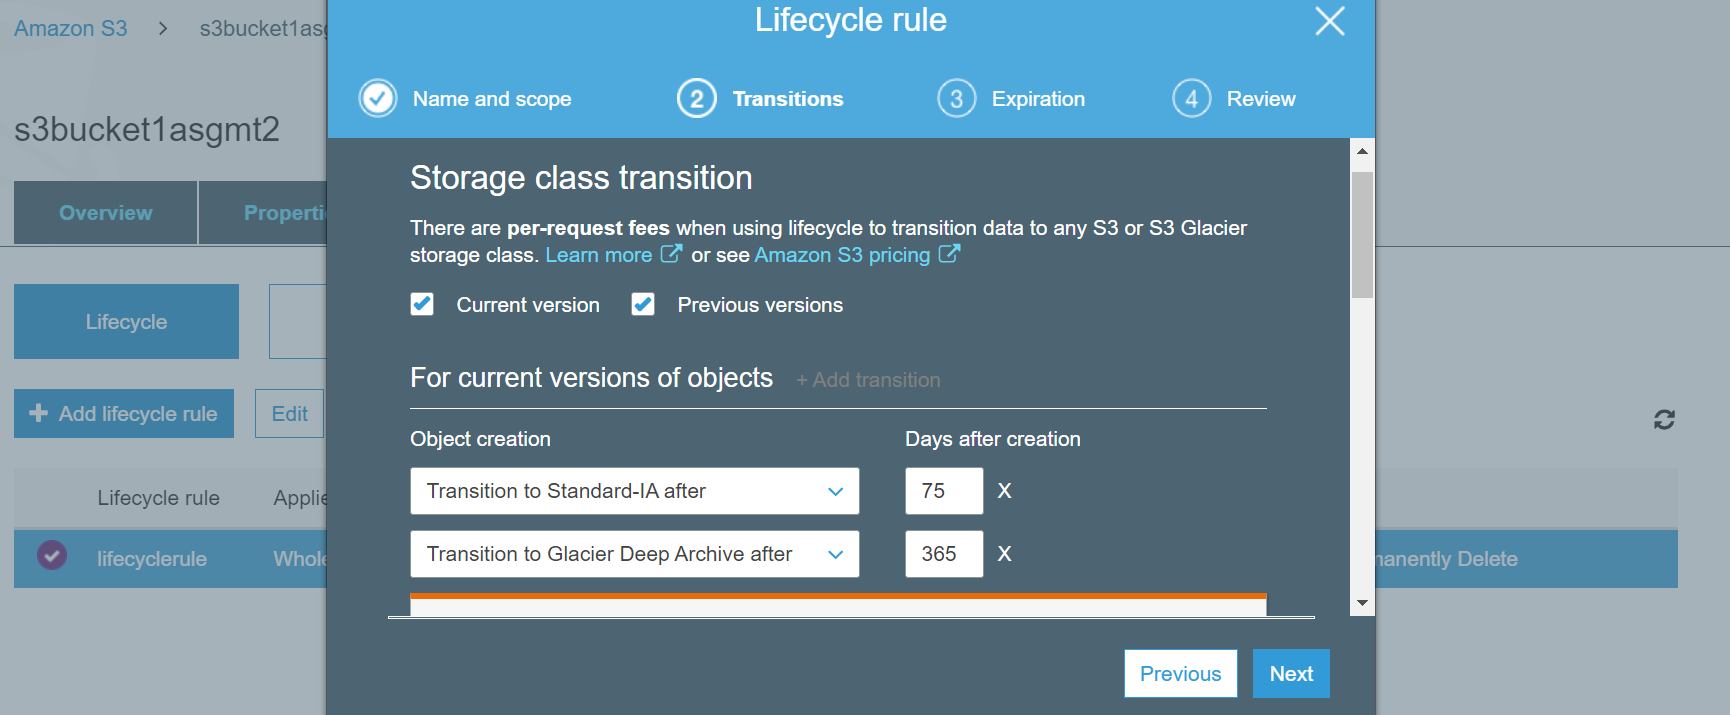 Amazon S3 > s3bucket1asg
Lifecycle rule
Name and scope
2 Transitions
3 Expiration
4 Review
s3bucket1asgmt2
Overview
Properti
Storage class transition
There are per-request fees when using lifecycle to transition data to any S3 or S3 Glacier
storage class. Learn more or see Amazon S3 pricing
Current version
Previous versions
Lifecycle
For current versions of objects + Add transition
+ Add lifecycle rule
Edit
Object creation
Days after creation
Transition to Standard-IA after
75 X
Lifecycle rule
Applie
Transition to Glacier Deep Archive after
365 X
lifecyclerule
Whole
manently Delete
Previous
Next